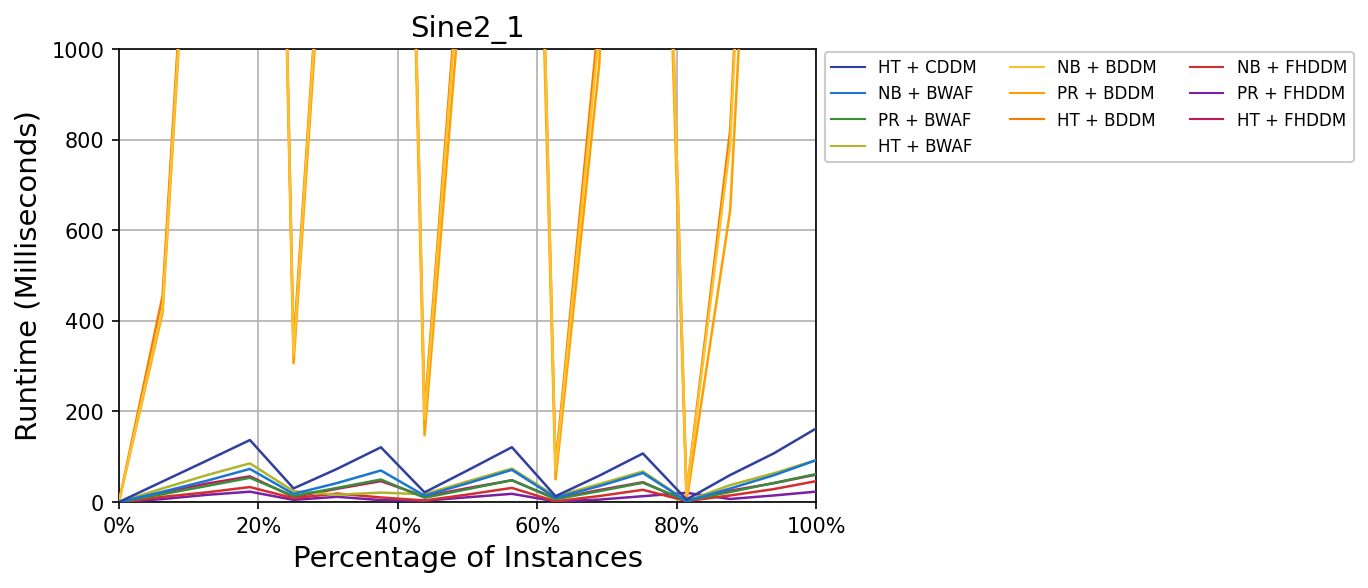 Sine2_1
Runtime (Milliseconds)
1000
800
600
400
200
0
0%
20%
40%
60%
80%
100%
Percentage of Instances
HT + CDDM
NB + BWAF
PR + BWAF
HT + BWAF
NB + BDDM
PR + BDDM
HT + BDDM
NB + FHDDM
PR + FHDDM
HT + FHDDM